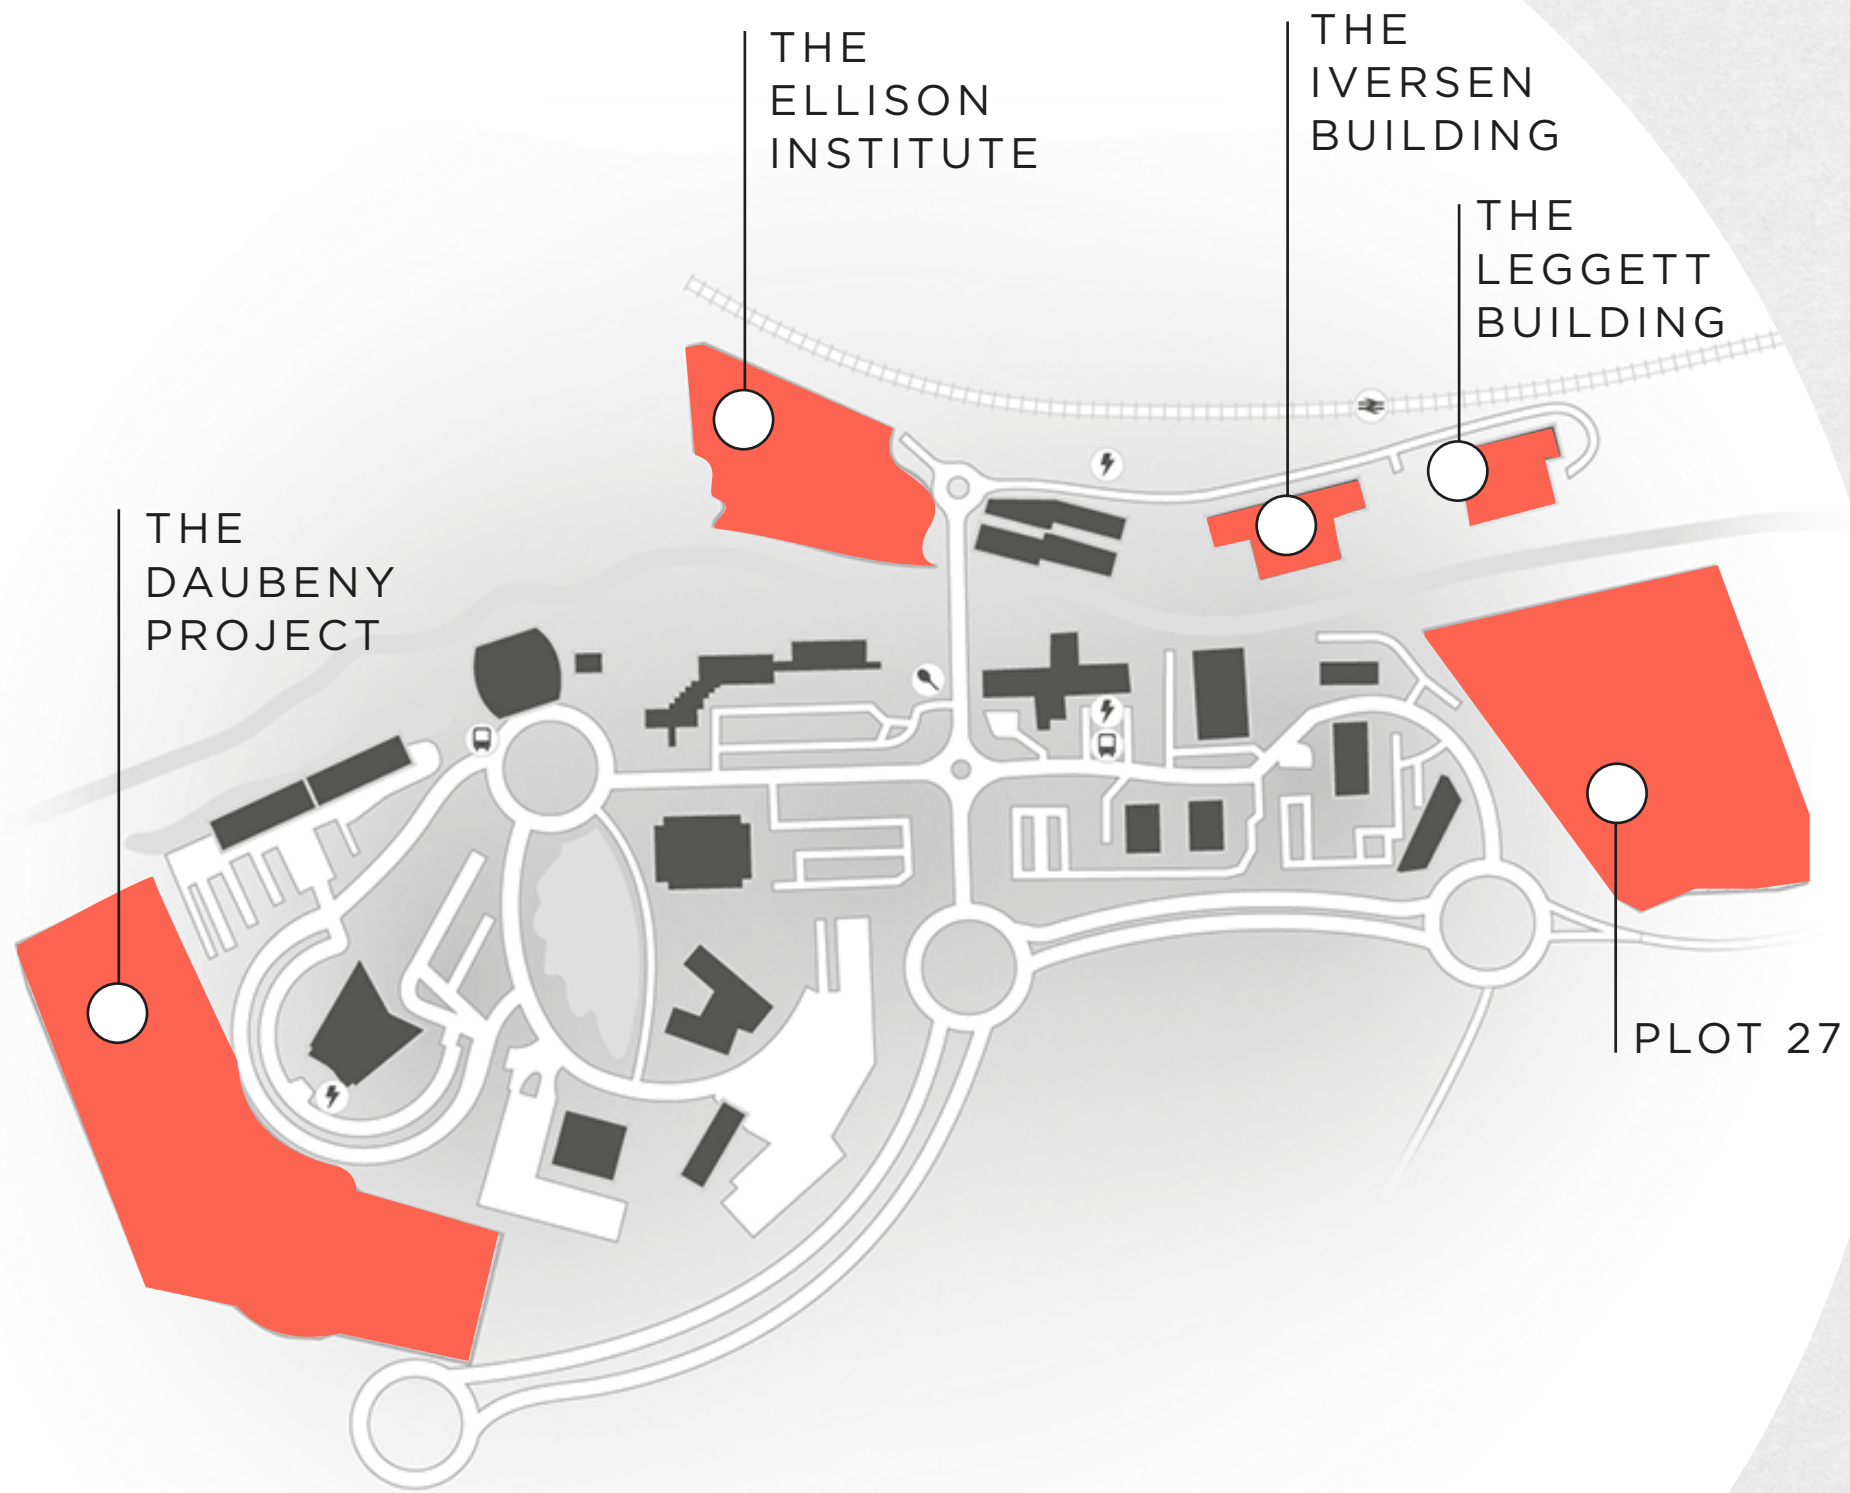 THE
ELLISON
INSTITUTE
THE
IVERSEN
BUILDING
THE
LEGGETT
BUILDING
THE
DAUBENY
PROJECT
PLOT 27